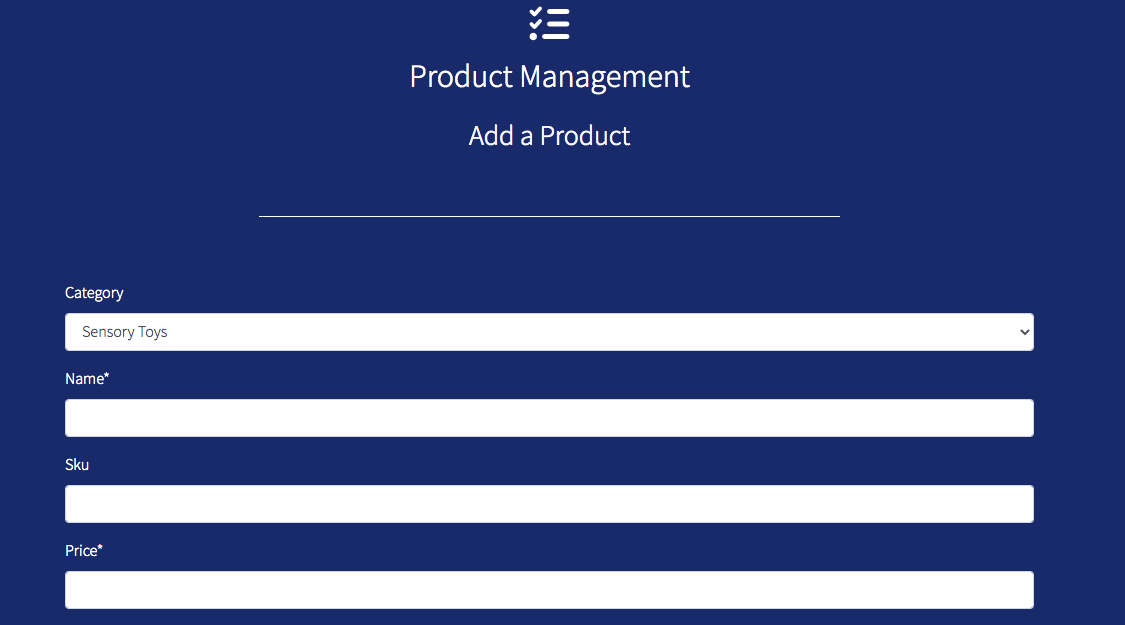 Product Management
Add a Product
Category
Sensory Toys
Name*
Sku
Price*